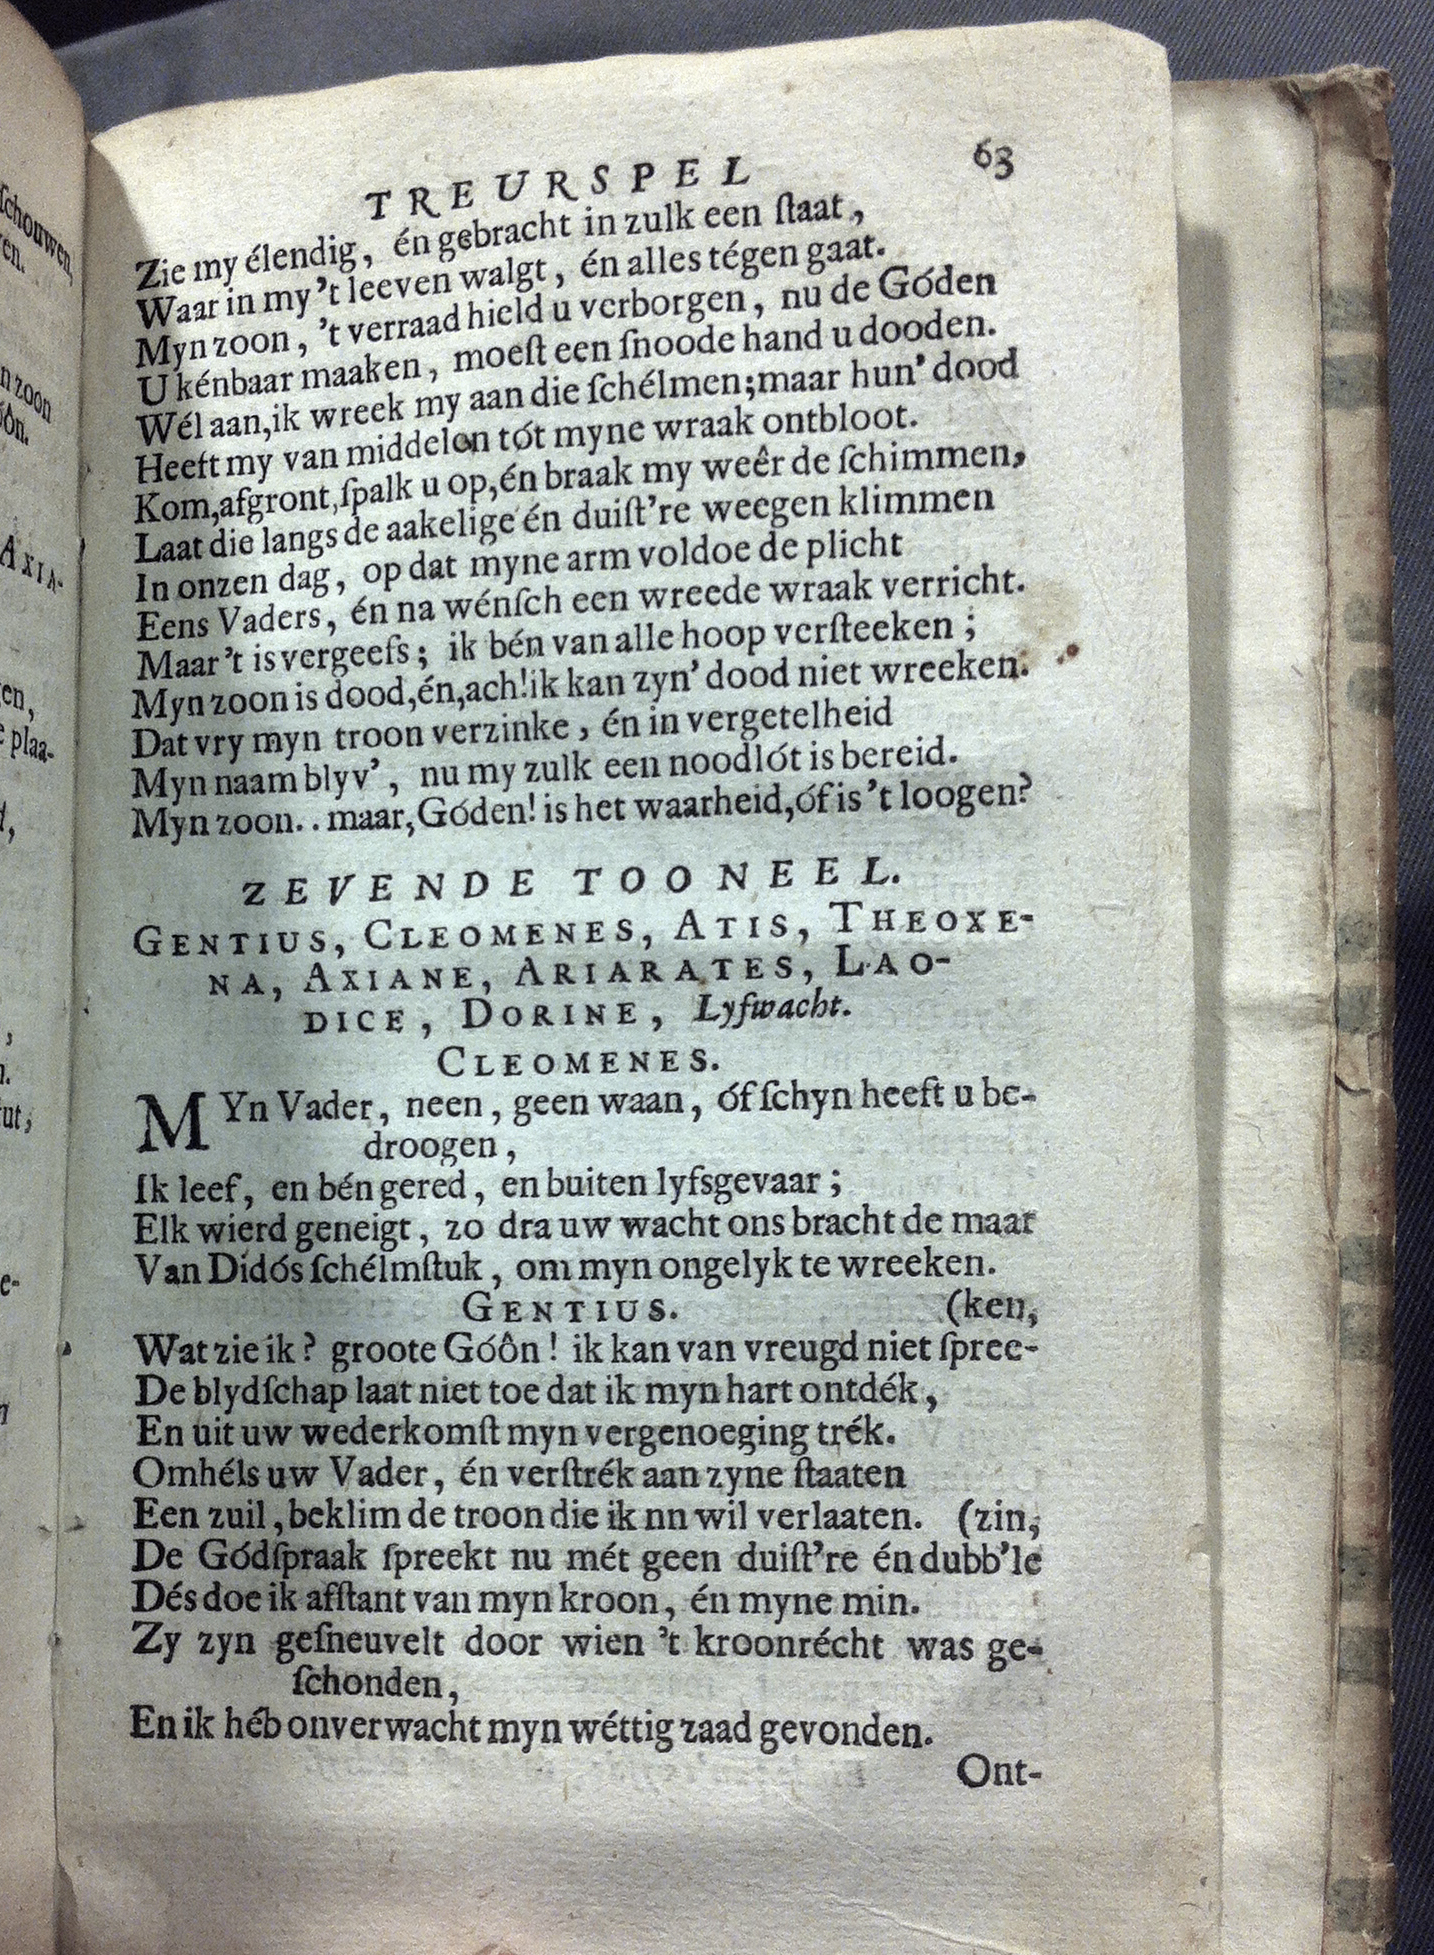 TREURSPEL 63
Zie my élendig, én gebracht in zulk een ſtaat,
Waar in my 't leeven walgt, én alles tégen gaat.
Myn zoon, 't verraad hield u verborgen, nu de Góden
U kénbaar maaken, moeſt een ſnoode hand u dooden.
Wél aan, ik wreek my aan die ſchélmen; maar hun' dood
Heeft my van middelen tót myne wraak ontbloot.
Kom, afgront, ſpalk u op, én braak my weêr de ſchimmen,
Laat die langs de aakelige én duiſt're weegen klimmen
In onzen dag, op dat myne arm voldoe de plicht
Eens Vaders, én na wénſch een wreede wraak verricht.
Maar 't is vergeefs; ik bén van alle hoop verſteeken;
Myn zoon is dood, én, ach! ik kan zyn' dood niet wreeken.
Dat vry myn troon verzinke, én in vergetelheid
Myn naam blyv', nu my zulk een noodlót is bereid.
Myn zoon.. maar, Góden! is het waarheid, óf is 't loogen?
ZEVENDE TOONEEL.
GENTIUS, CLEOMENES, ATIS, THEOXE-
NA, AXIANE, ARIARATES, LAO-
DICE, DORINE, Lyfwacht.
CLEOMENES.
MYn Vader, neen, geen waan, óf ſchyn heeft u be-
droogen,
Ik leef, en bén gered, en buiten lyfsgevaar;
Elk wierd geneigt, zo dra uw wacht ons bracht de maar
Van Didós ſchélmſtuk, om myn ongelyk te wreeken.
GENTIUS. (ken,
Wat zie ik? groote Góôn! ik kan van vreugd niet ſpree-
De blydſchap laat niet toe dat ik myn hart ontdék,
En uit uw wederkomſt myn vergenoeging trék.
Omhéls uw Vader, én verſtrék aan zyne ſtaaten
Een zuil, beklim de troon die ik nn wil verlaaten. (zin,
De Gódſpraak ſpreekt nu mét geen duiſt're én dubb'le
Dés doe ik afſtant van myn kroon, én myne min.
Zy zyn geſneuvelt door wien 't kroonrécht was ge-
ſchonden,
En ik héb onverwacht myn wéttig zaad gevonden.
Ont-